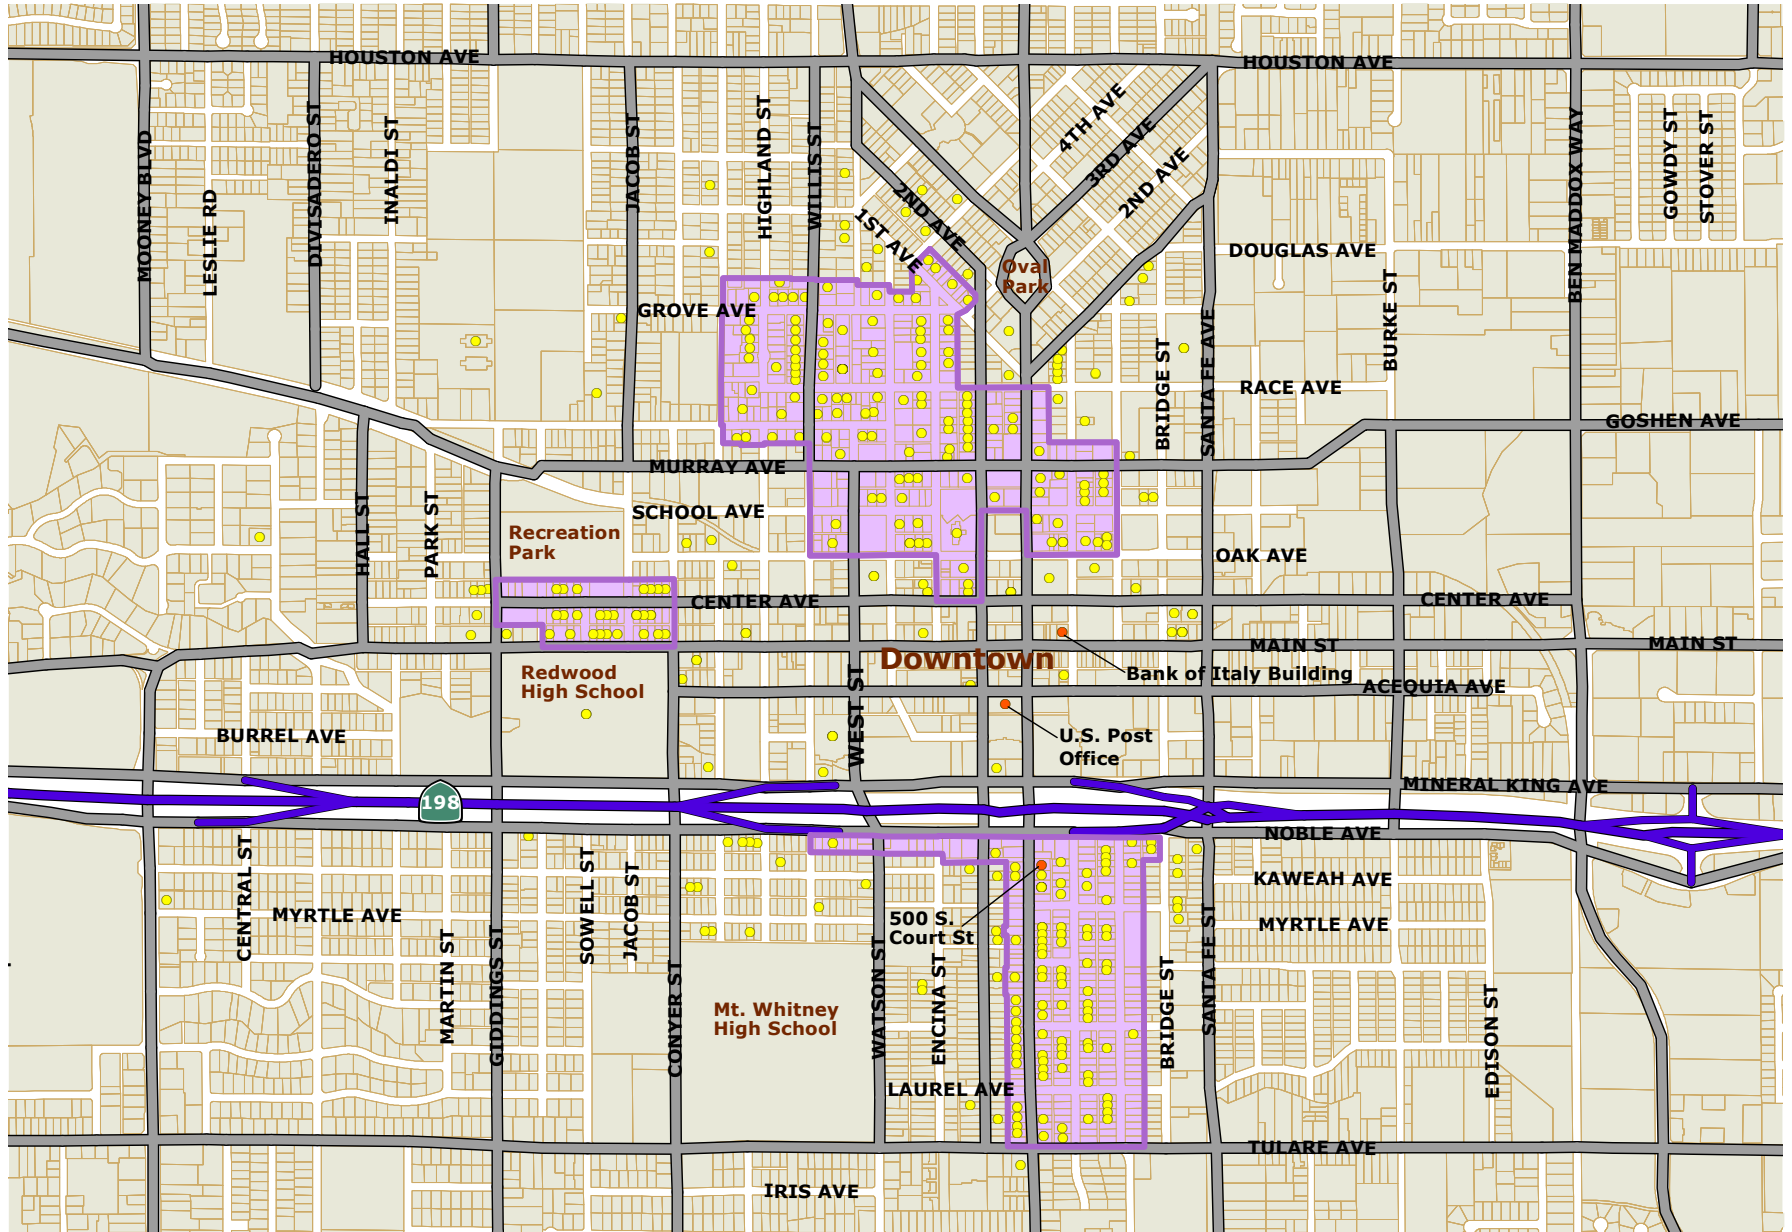 HOUSTON AVE
HOUSTON AVE
MOONEY BLVD
LESLIE RD
DIVISADERO ST
INALDI ST
JACOB ST
HIGHLAND ST
WILLIS ST
4TH AVE
3RD AVE
2ND AVE
2ND AVE
1ST AVE
BEN MADDOX WAY
GOWDY ST
STOVER ST
DOUGLAS AVE
Oval
Park
GROVE AVE
BURKE ST
BRIDGE ST
SANTA FE AVE
RACE AVE
GOSHEN AVE
MURRAY AVE
HALL ST
PARK ST
SCHOOL AVE
Recreation
Park
OAK AVE
CENTER AVE
CENTER AVE
MAIN ST
MAIN ST
Downtown
Redwood
High School
Bank of Italy Building
ACEQUIA AVE
WEST ST
BURREL AVE
U.S. Post
Office
MINERAL KING AVE
198
NOBLE AVE
CENTRAL ST
SOWELL ST
JACOB ST
KAWEAH AVE
MYRTLE AVE
500 S.
Court St
MYRTLE AVE
MARTIN ST
GIDDINGS ST
CONYER ST
WATSON ST
ENCINA ST
BRIDGE ST
SANTA FE ST
EDISON ST
Mt. Whitney
High School
LAUREL AVE
TULARE AVE
IRIS AVE